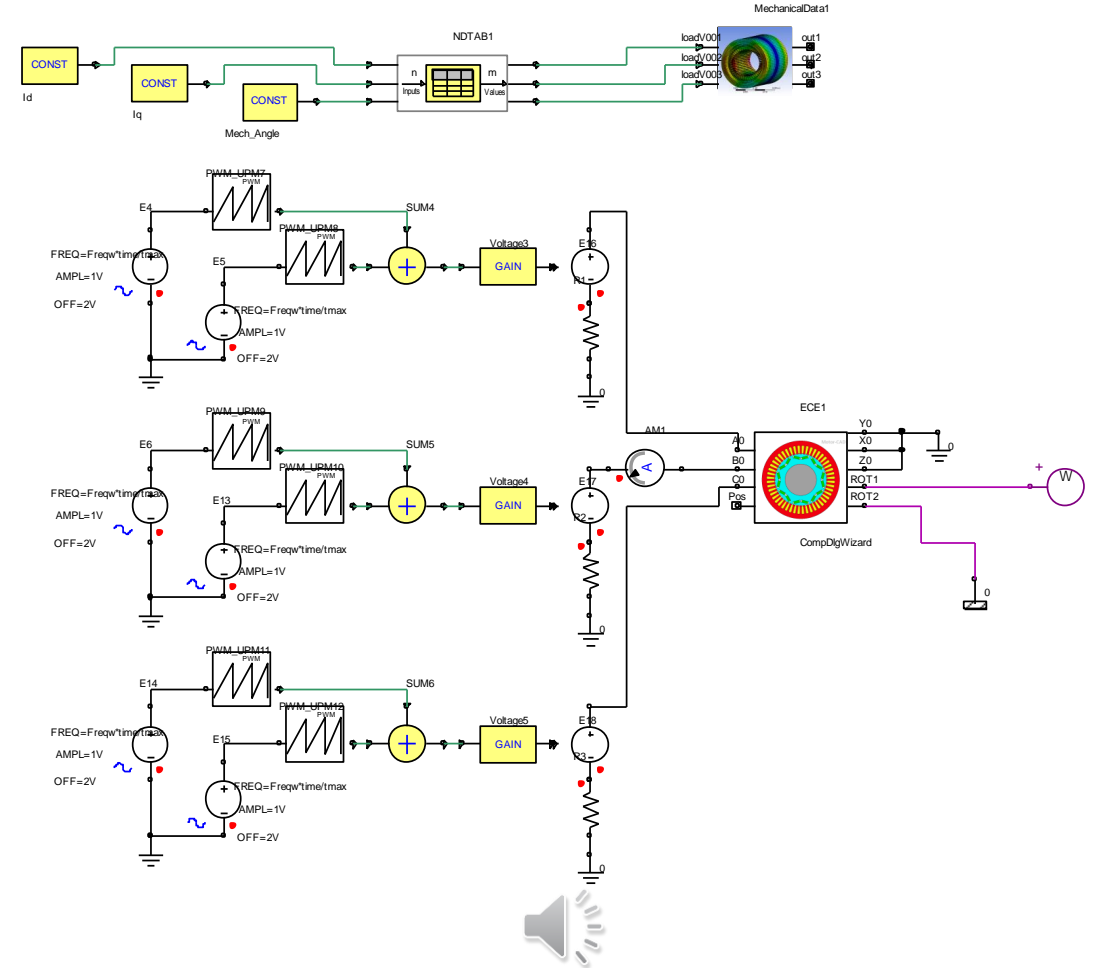 MechanicalData1
NDTAB1
loadV001
out1
CONST
n
m
loadV002
out2
inputs
Values
CONST
loadV003
out3
Id
CONST
Iq
Mech_Angle
PWM_UPM7
PWM
E4
SUM4
PWM_UPM8
PWM
FREQ=Freqw*time/tmax
E5
Voltage3
E16
AMPL=1V
GAIN
R1
OFF=2V
FREQ=Freqw*time/tmax
AMPL=1V
OFF=2V
0
PWM_UPM9
PWM
ECE1
E6
SUM5
AM1
A0
Y0
X0
0
PWM_UPM10
PWM
B0
Z0
FREQ=Freqw*time/tmax
E13
Voltage4
E17
A
C0
ROT1
+
W
AMPL=1V
GAIN
R2
Pos
ROT2
OFF=2V
FREQ=Freqw*time/tmax
CompDlgWizard
AMPL=1V
OFF=2V
0
0
PWM_UPM11
PWM
E14
SUM6
PWM_UPM12
PWM
FREQ=Freqw*time/tmax
E15
Voltage5
E18
AMPL=1V
GAIN
R3
OFF=2V
FREQ=Freqw*time/tmax
AMPL=1V
OFF=2V
0